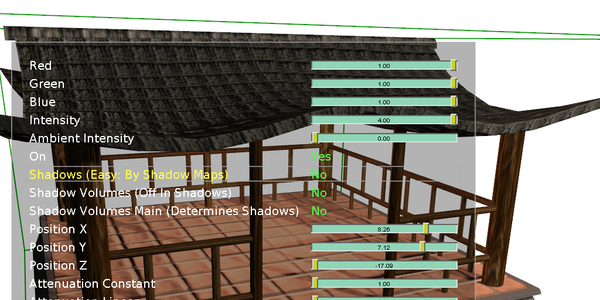 Red 1.00
Green 1.00
Blue 1.00
Intensity 4.00
Ambient Intensity 0.00
On Yes
Shadows (Easy: By Shadow Maps) No
Shadow Volumes (Off In Shadows) No
Shadow Volumes Main (Determines Shadows) No
Position X 8.26
Position Y 7.12
Position Z -17.09
Attenuation Constant 1.00
Attenuation Linear